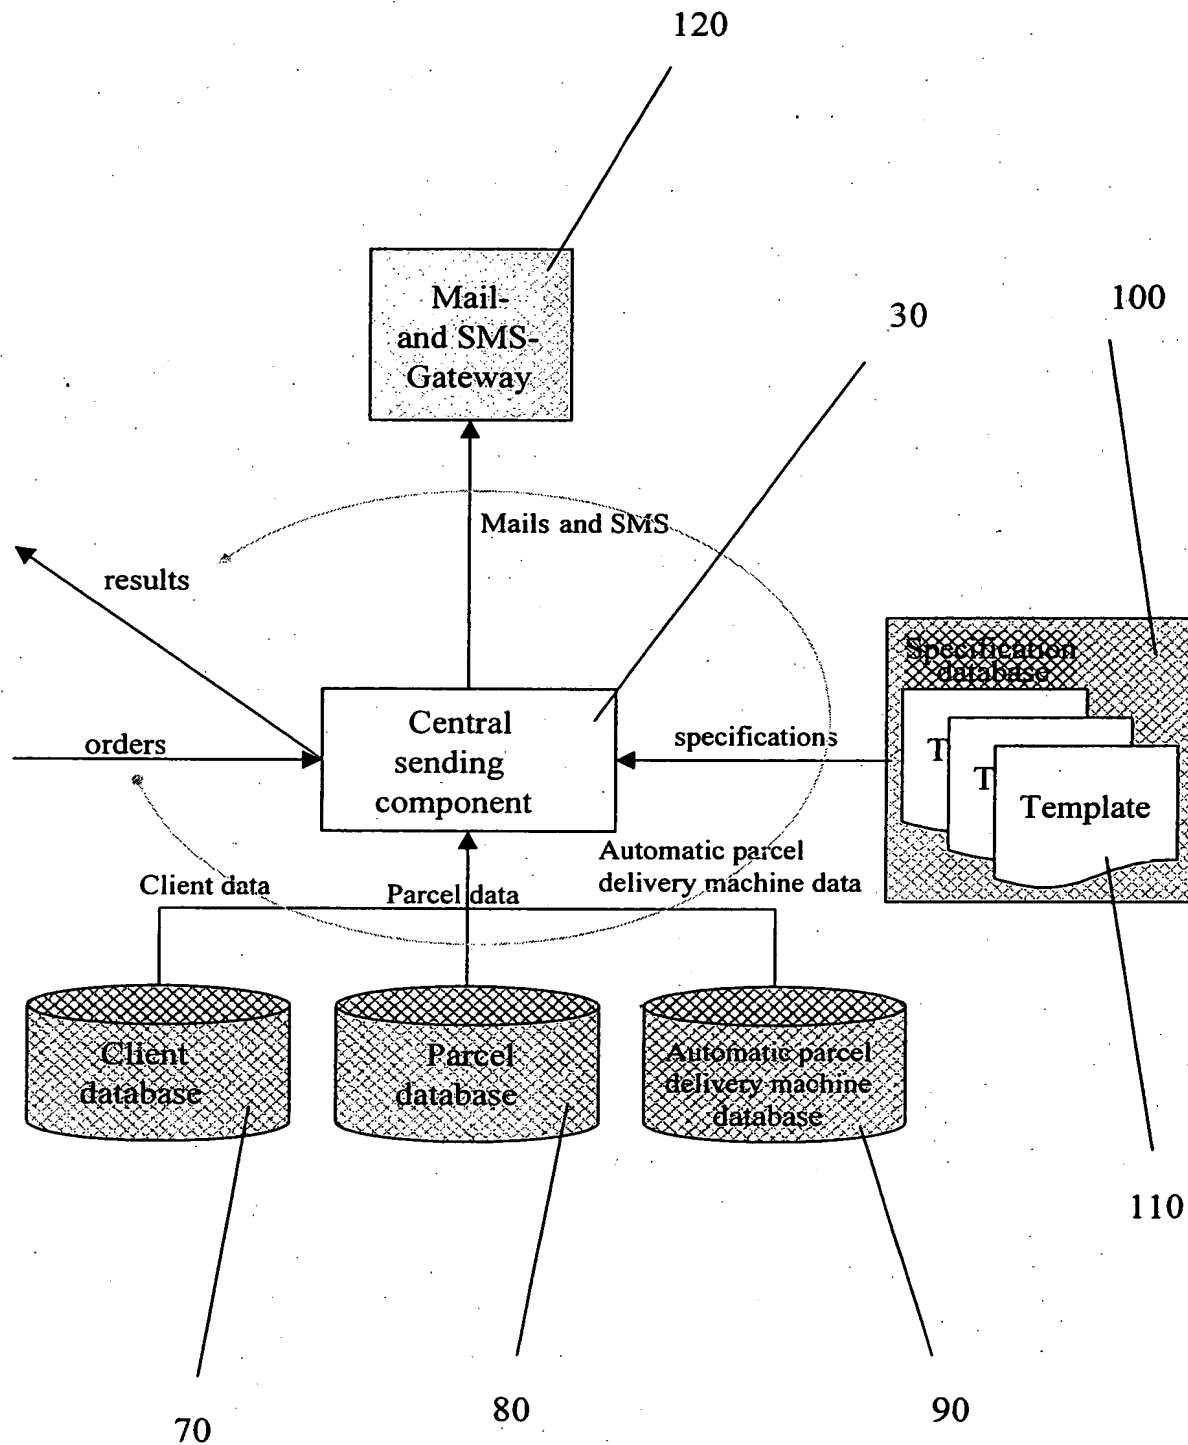 120
Mail-
and SMS-
Gateway
30
100
Mails and SMS
results
Specification
database
orders
Central
sending
component
specifications
T
T
Template
Automatic parcel
delivery machine data
Client data
Parcel data
Client
database
Parcel
database
Automatic parcel
delivery machine
database
110
70
80
90